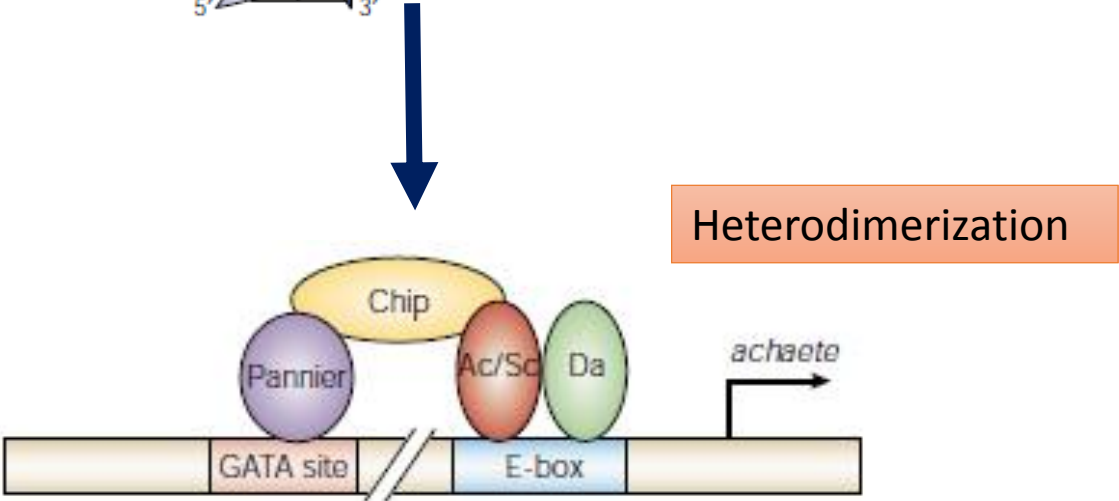 5' 3'
Heterodimerization
Chip
Pannier
Ac/Sc
Da
achaete
GATA site
E-box